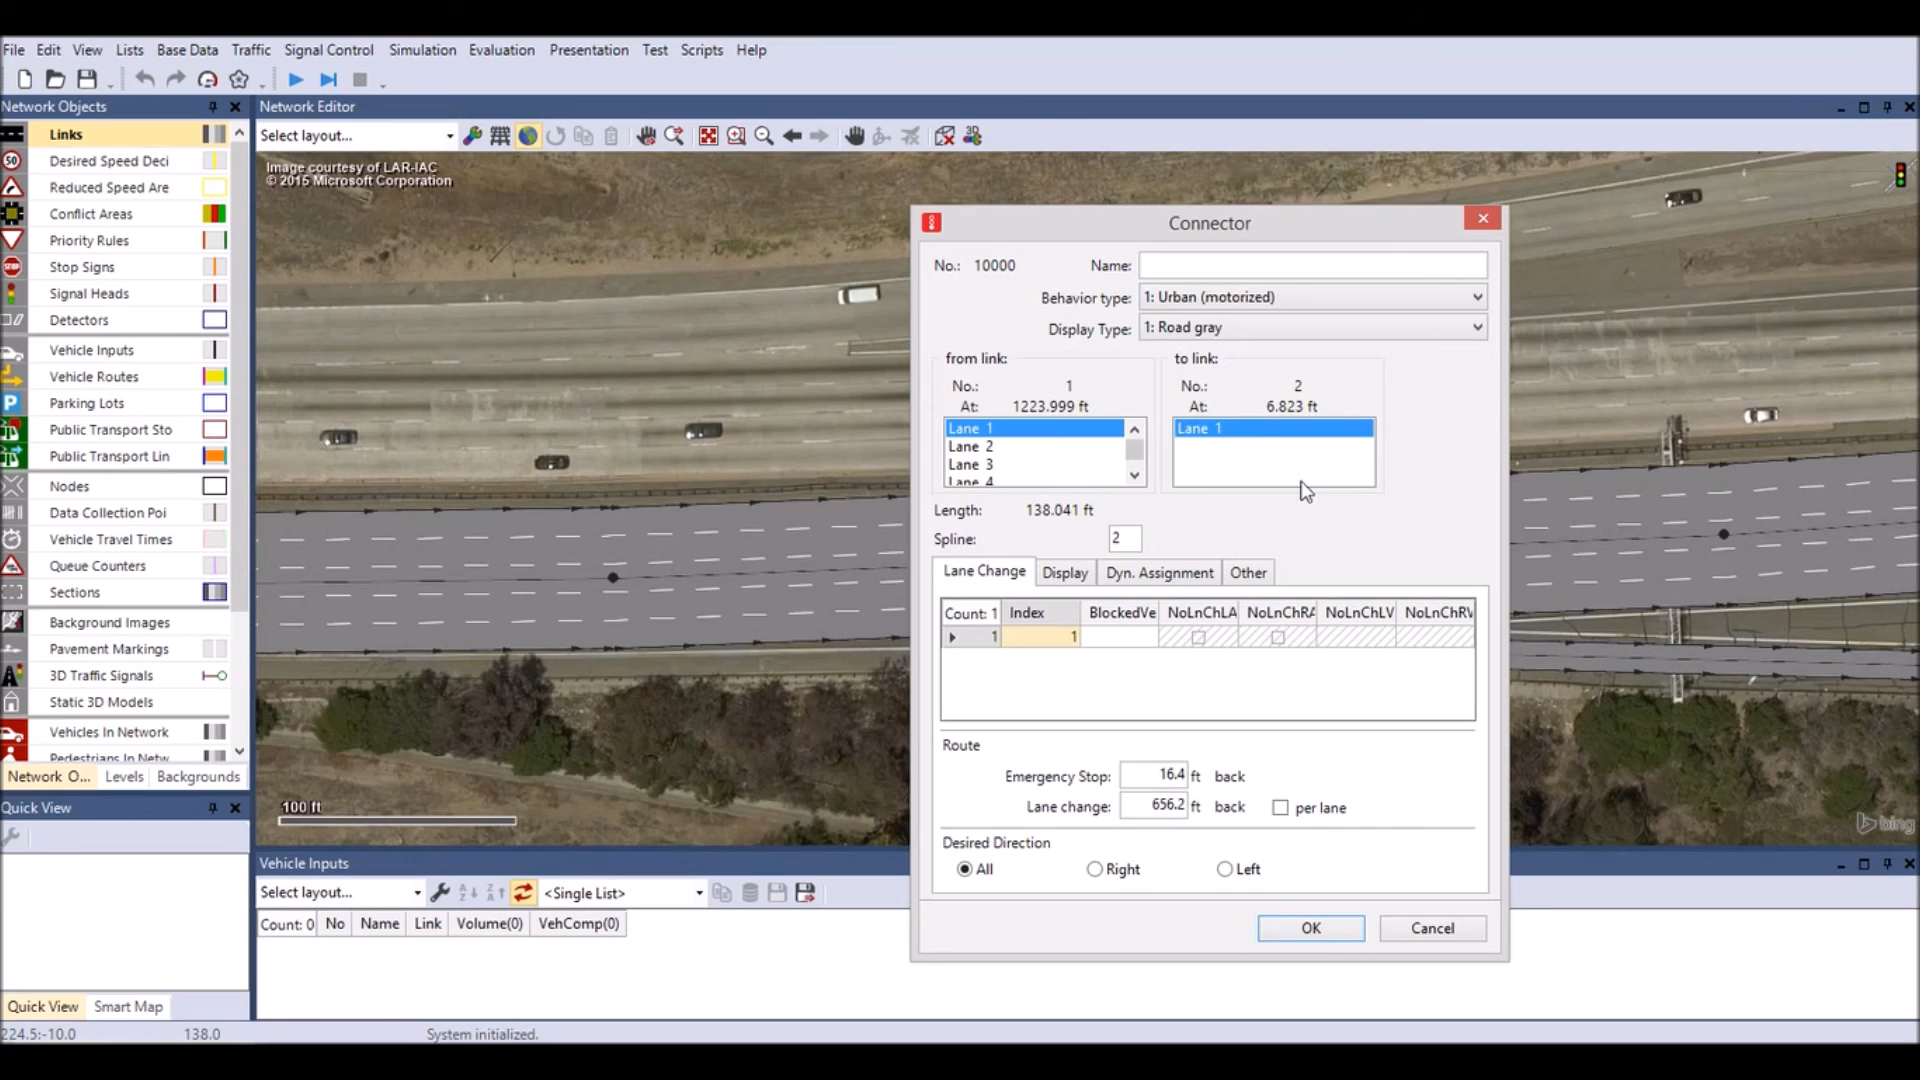 File Edit View Lists Base Data Traffic Signal Control Simulation Evaluation Presentation Test Scripts Help
Network Objects
Network Editor
Select layout...
Links
50 Desired Speed Deci
Reduced Speed Are
Conflict Areas
Priority Rules
STOP Stop Signs
Signal Heads
Detectors
Vehicle Inputs
Vehicle Routes
P Parking Lots
Public Transport Sto
Public Transport Lin
Nodes
Data Collection Poi
Vehicle Travel Times
Queue Counters
Sections
Background Images
Pavement Markings
3D Traffic Signals
Static 3D Models
Vehicles In Network
Pedestrians In Netw
Network O... Levels Backgrounds
Quick View
Quick View Smart Map
3D
Image courtesy of LAR-IAC
© 2015 Microsoft Corporation
100 ft
bing
Connector
No.: 10000 Name:
Behavior type: 1: Urban (motorized)
Display Type: 1: Road gray
from link:
No.: 1
At: 1223.999 ft
Lane 1
Lane 2
Lane 3
Lane 4
to link:
No.: 2
At: 6.823 ft
Lane 1
Length: 138.041 ft
Spline: 2
Lane Change Display Dyn. Assignment Other
Count: 1 Index BlockedVe NoLnChLA NoLnChRA NoLnChLV NoLnChRV
1 1
Route
Emergency Stop: 16.4 ft back
Lane change: 656.2 ft back per lane
Desired Direction
All Right Left
OK Cancel
Vehicle Inputs
Select layout... <Single List>
Count: 0 No Name Link Volume(0) VehComp(0)
224.5:-10.0 138.0 System initialized.